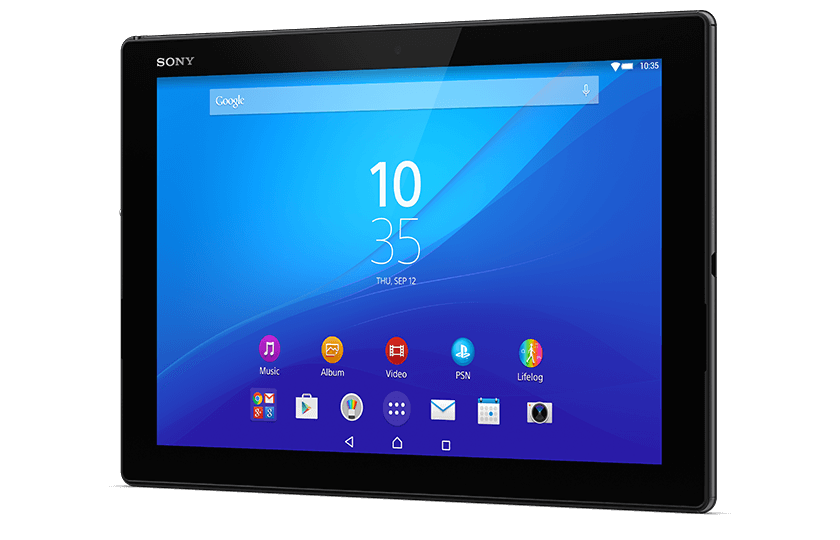 SONY
10:35
Google
10
35
THU, SEP 12
Music
Album
Video
PSN
Lifelog